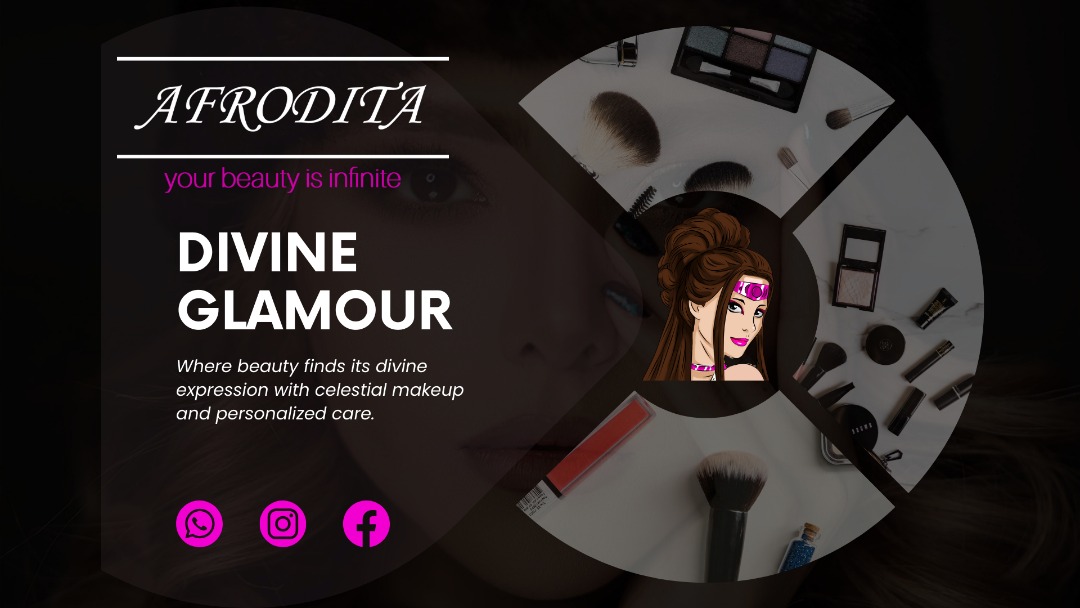 AFRODITA
your beauty is infinite
DIVINE
GLAMOUR
Where beauty finds its divine
expression with celestial makeup
and personalized care.